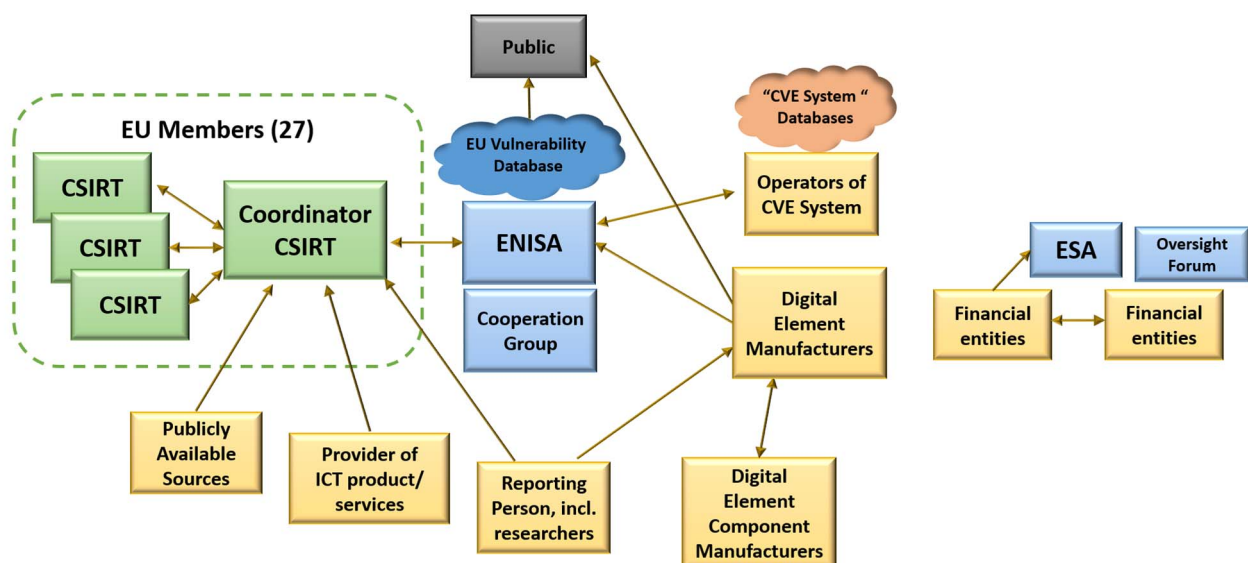 Public
"CVE System "
Databases
EU Members (27)
EU Vulnerability
Database
CSIRT
CSIRT
CSIRT
Coordinator
CSIRT
ENISA
Operators of
CVE System
Cooperation
Group
Digital
Element
Manufacturers
ESA
Oversight
Forum
Financial
entities
Financial
entities
Publicly
Available
Sources
Provider of
ICT product/
services
Reporting
Person, incl.
researchers
Digital
Element
Component
Manufacturers